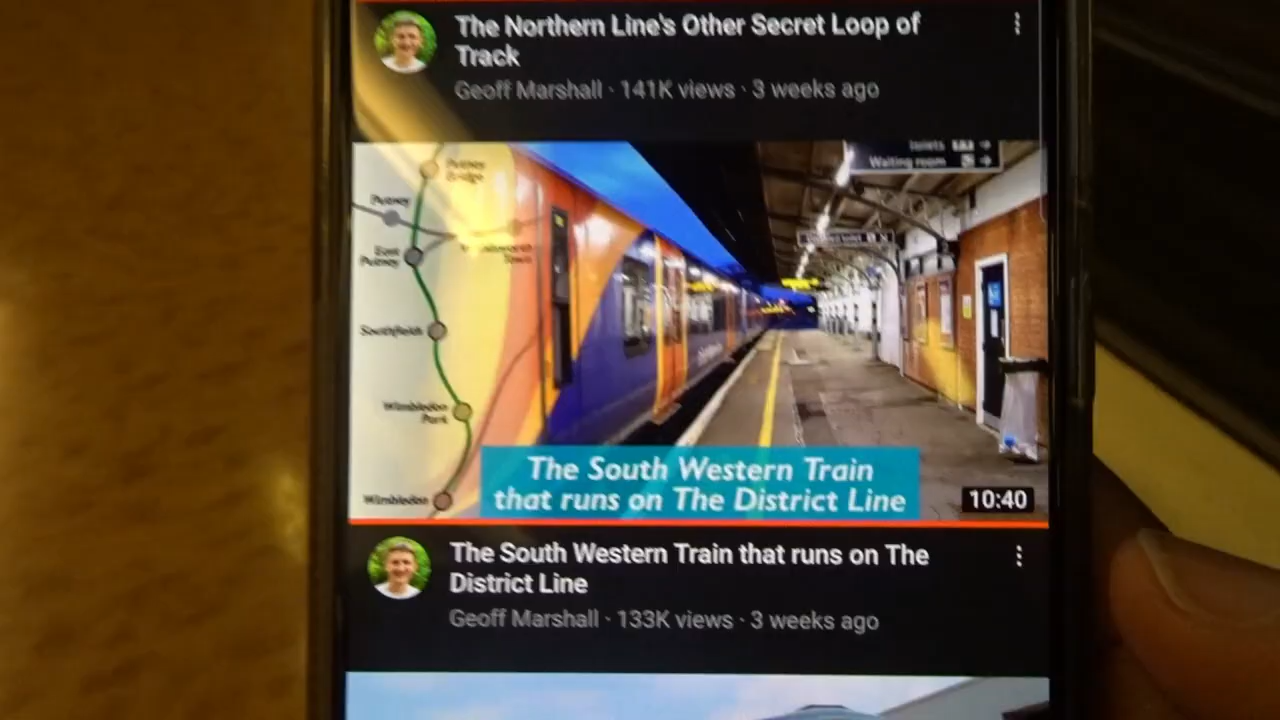 The Northern Line's Other Secret Loop of
Track
Geoff Marshall · 141K views · 3 weeks ago
Toilets
Waiting room
Putney
Bridge
Putney
East
Putney
Town
Southfields
Wimbledon
Park
Wimbledon
The South Western Train
that runs on The District Line
10:40
The South Western Train that runs on The
District Line
Geoff Marshall · 133K views · 3 weeks ago